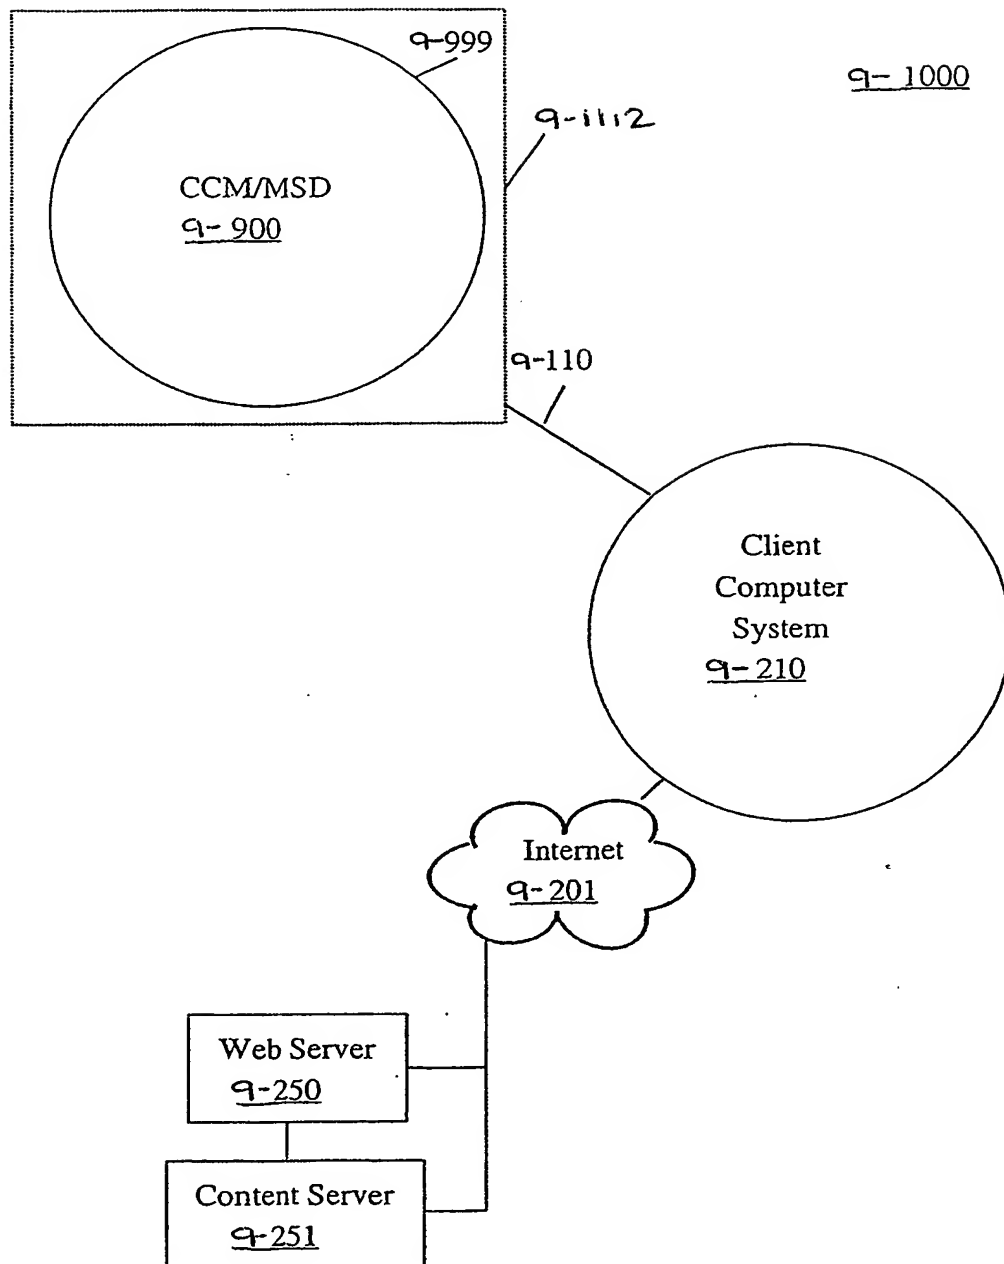 9-999
9-1000
9-1112
CCM/MSD
9-900
9-110
Client
Computer
System
9-210
Internet
9-201
Web Server
9-250
Content Server
9-251